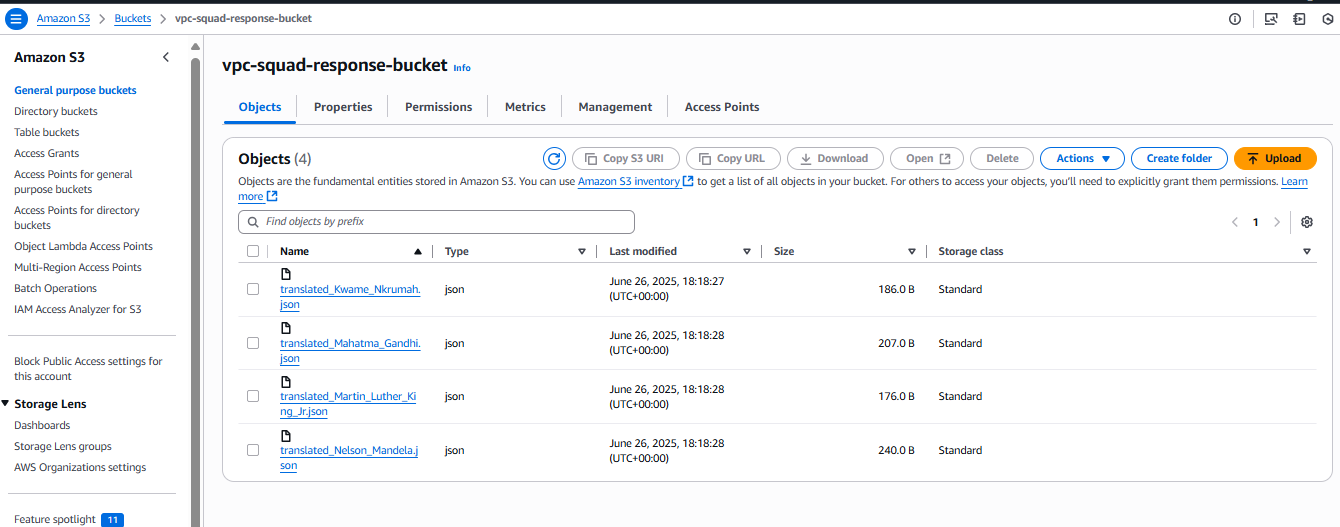 Amazon S3 > Buckets > vpc-squad-response-bucket
Amazon S3
General purpose buckets
Directory buckets
Table buckets
Access Grants
Access Points for general
purpose buckets
Access Points for directory
buckets
Object Lambda Access Points
Multi-Region Access Points
Batch Operations
IAM Access Analyzer for S3
Block Public Access settings for
this account
Storage Lens
Dashboards
Storage Lens groups
AWS Organizations settings
Feature spotlight 11
vpc-squad-response-bucket Info
Objects Properties Permissions Metrics Management Access Points
Objects (4)
Copy S3 URI Copy URL Download Open Delete Actions Create folder Upload
Objects are the fundamental entities stored in Amazon S3. You can use Amazon S3 inventory to get a list of all objects in your bucket. For others to access your objects, you'll need to explicitly grant them permissions. Learn
more
Find objects by prefix
1
Name Type Last modified Size Storage class
translated_Kwame_Nkrumah.
json
json
June 26, 2025, 18:18:27
(UTC+00:00)
186.0 B
Standard
translated_Mahatma_Gandhi.
json
json
June 26, 2025, 18:18:28
(UTC+00:00)
207.0 B
Standard
translated_Martin_Luther_Ki
ng_Jr.json
json
June 26, 2025, 18:18:28
(UTC+00:00)
176.0 B
Standard
translated_Nelson_Mandela.j
son
json
June 26, 2025, 18:18:28
(UTC+00:00)
240.0 B
Standard